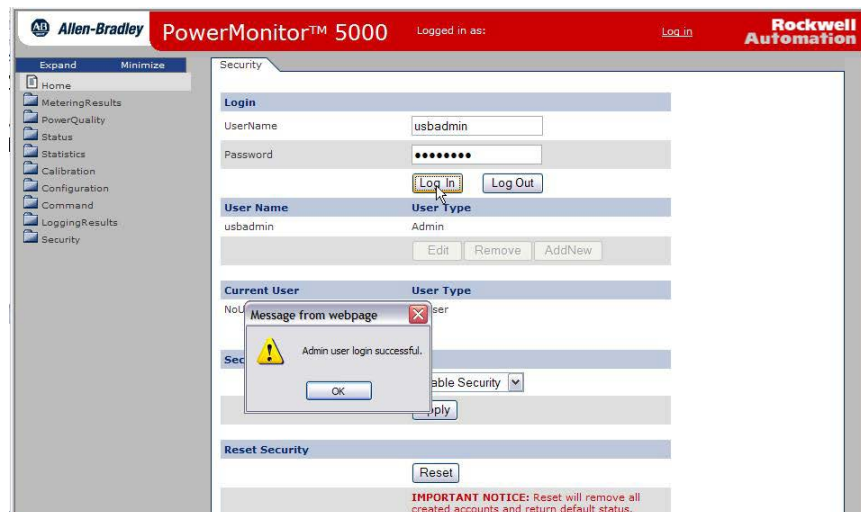 AB Allen-Bradley PowerMonitor™ 5000 Logged in as: Log in Rockwell Automation
Expand Minimize
Home
MeteringResults
PowerQuality
Status
Statistics
Calibration
Configuration
Command
LoggingResults
Security
Security
Login
UserName usbadmin
Password ••••••••
Log In Log Out
User Name User Type
usbadmin Admin
Edit Remove AddNew
Current User User Type
Message from webpage
Admin user login successful.
OK
Apply
Reset Security
Reset
IMPORTANT NOTICE: Reset will remove all
created accounts and return default status.